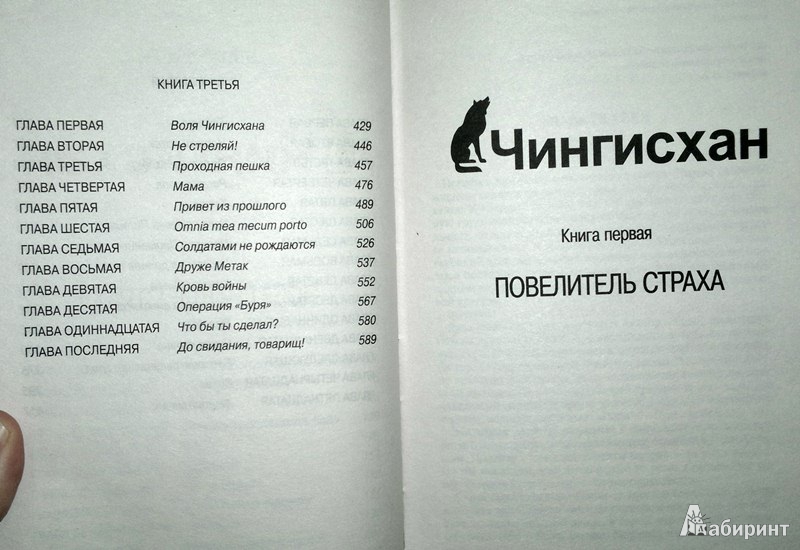 КНИГА ТРЕТЬЯ
ГЛАВА ПЕРВАЯ Воля Чингисхана 429
ГЛАВА ВТОРАЯ Не стреляй! 446
ГЛАВА ТРЕТЬЯ Проходная пешка 457
ГЛАВА ЧЕТВЕРТАЯ Мама 476
ГЛАВА ПЯТАЯ Привет из прошлого 489
ГЛАВА ШЕСТАЯ Omnia mea mecum porto 506
ГЛАВА СЕДЬМАЯ Солдатами не рождаются 526
ГЛАВА ВОСЬМАЯ Друже Метак 537
ГЛАВА ДЕВЯТАЯ Кровь войны 552
ГЛАВА ДЕСЯТАЯ Операция «Буря» 567
ГЛАВА ОДИННАДЦАТАЯ Что бы ты сделал? 580
ГЛАВА ПОСЛЕДНЯЯ До свидания, товарищ! 589
Чингисхан
Книга первая
ПОВЕЛИТЕЛЬ СТРАХА
Лабиринт